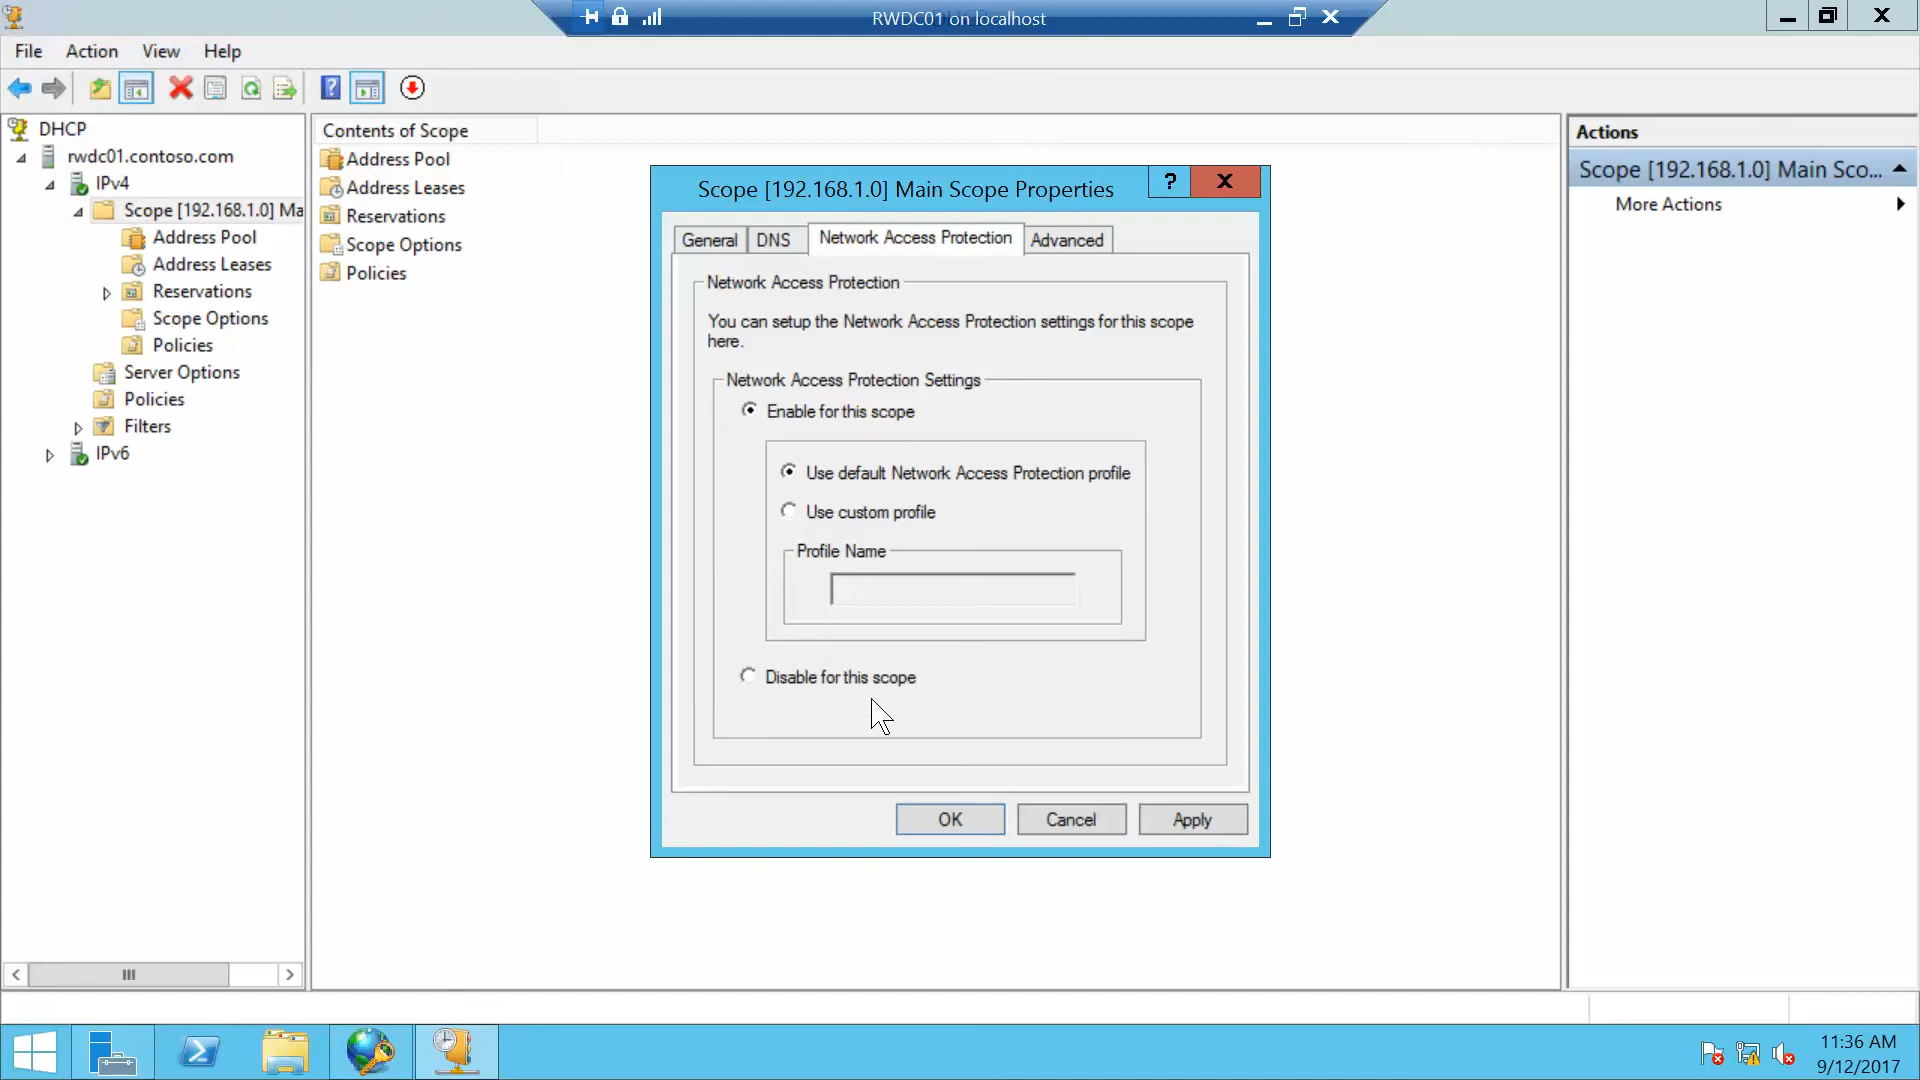 RWDC01 on localhost
File Action View Help
DHCP
rwdc01.contoso.com
IPv4
Scope [192.168.1.0] Ma
Address Pool
Address Leases
Reservations
Scope Options
Policies
Server Options
Policies
Filters
IPv6
Contents of Scope
Address Pool
Address Leases
Reservations
Scope Options
Policies
Scope [192.168.1.0] Main Scope Properties
?
General DNS Network Access Protection Advanced
Network Access Protection
You can setup the Network Access Protection settings for this scope
here.
Network Access Protection Settings
Enable for this scope
Use default Network Access Protection profile
Use custom profile
Profile Name
Disable for this scope
OK Cancel Apply
Actions
Scope [192.168.1.0] Main Sco...
More Actions
11:36 AM
9/12/2017